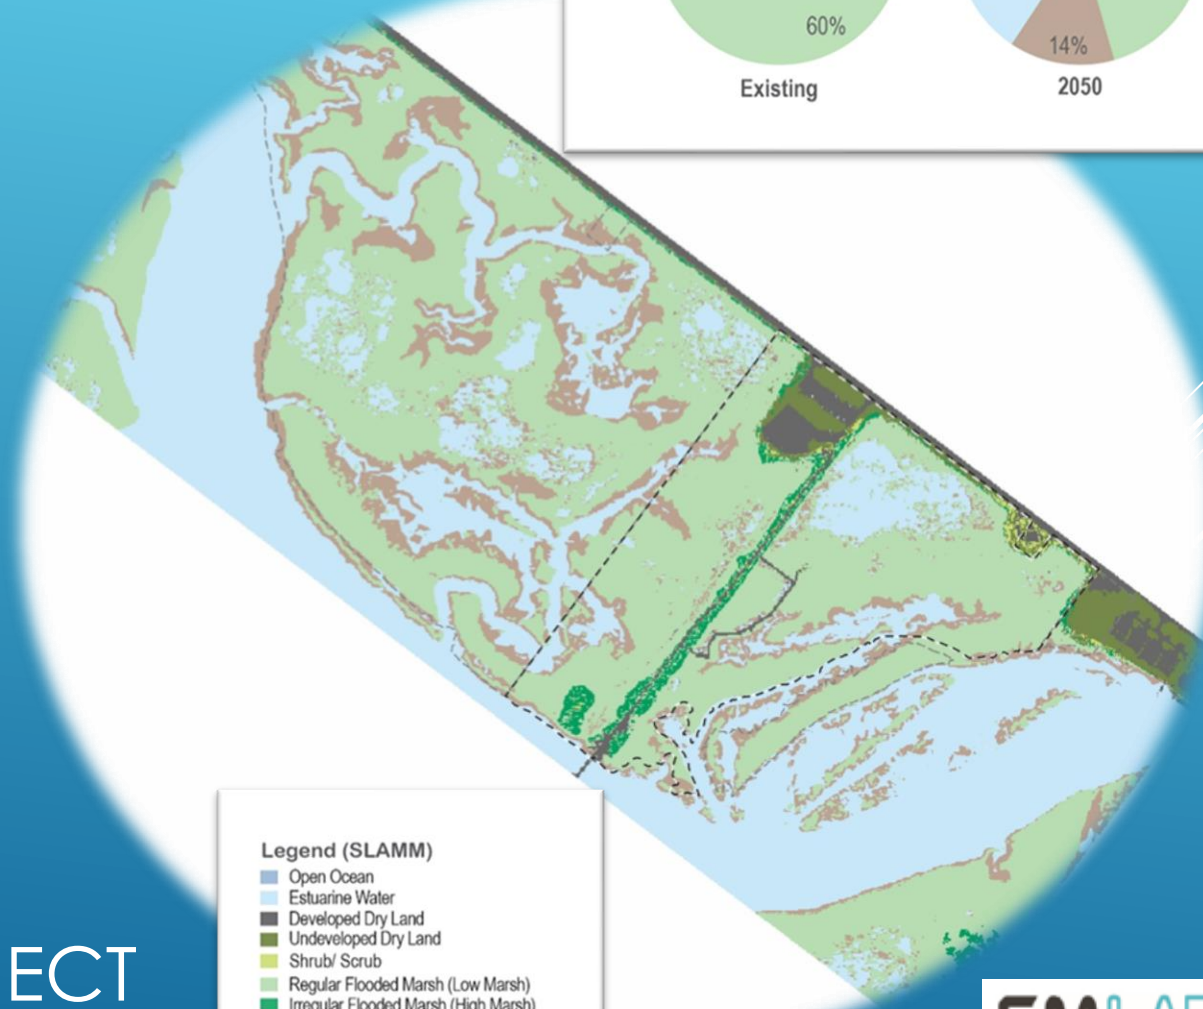 60%
14%
Existing
2050
Legend (SLAMM)
Open Ocean
Estuarine Water
Developed Dry Land
Undeveloped Dry Land
Shrub/ Scrub
Regular Flooded Marsh (Low Marsh)
Irregular Flooded Marsh (High Marsh)
ECT